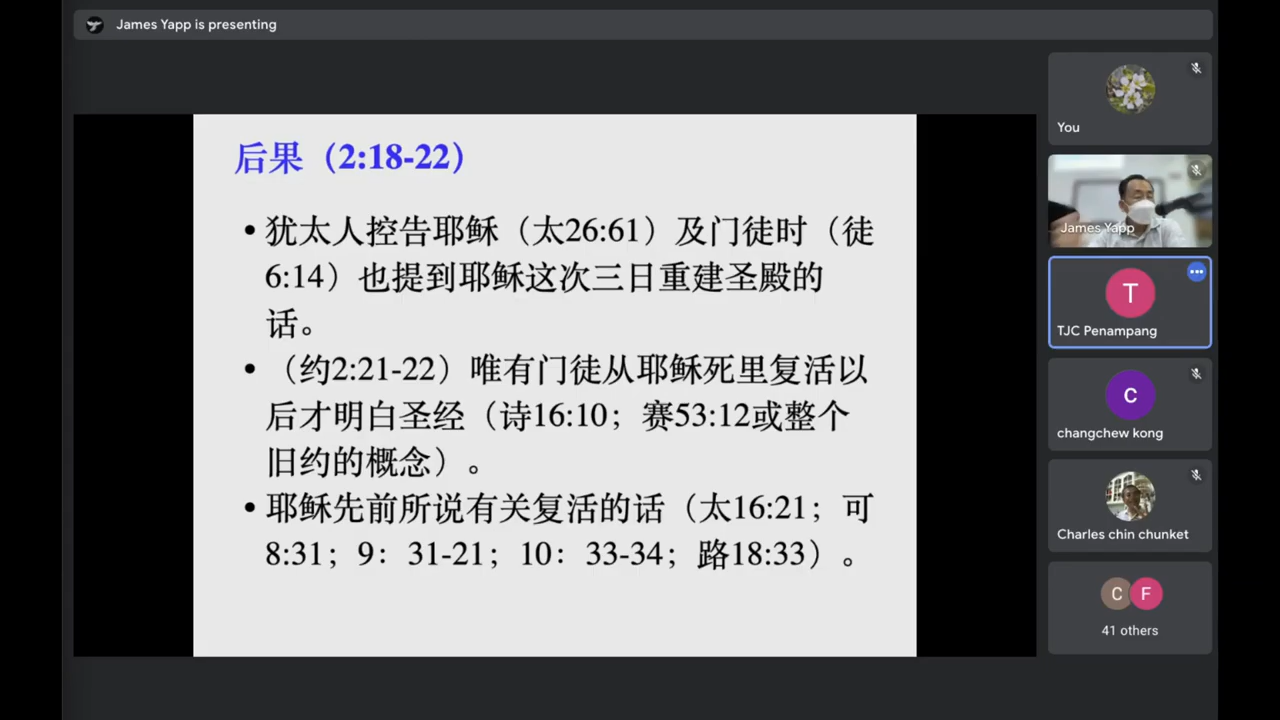 James Yapp is presenting
后果（2:18-22）
•犹太人控告耶稣（太26:61）及门徒时（徒
6:14）也提到耶稣这次三日重建圣殿的
话。
•（约2:21-22）唯有门徒从耶稣死里复活以
后才明白圣经（诗16:10；赛53:12或整个
旧约的概念）。
•耶稣先前所说有关复活的话（太16:21；可
8:31；9：31-21；10：33-34；路18:33）。
You
James Yapp
T
TJC Penampang
C
changchew kong
Charles chin chunket
C F
41 others